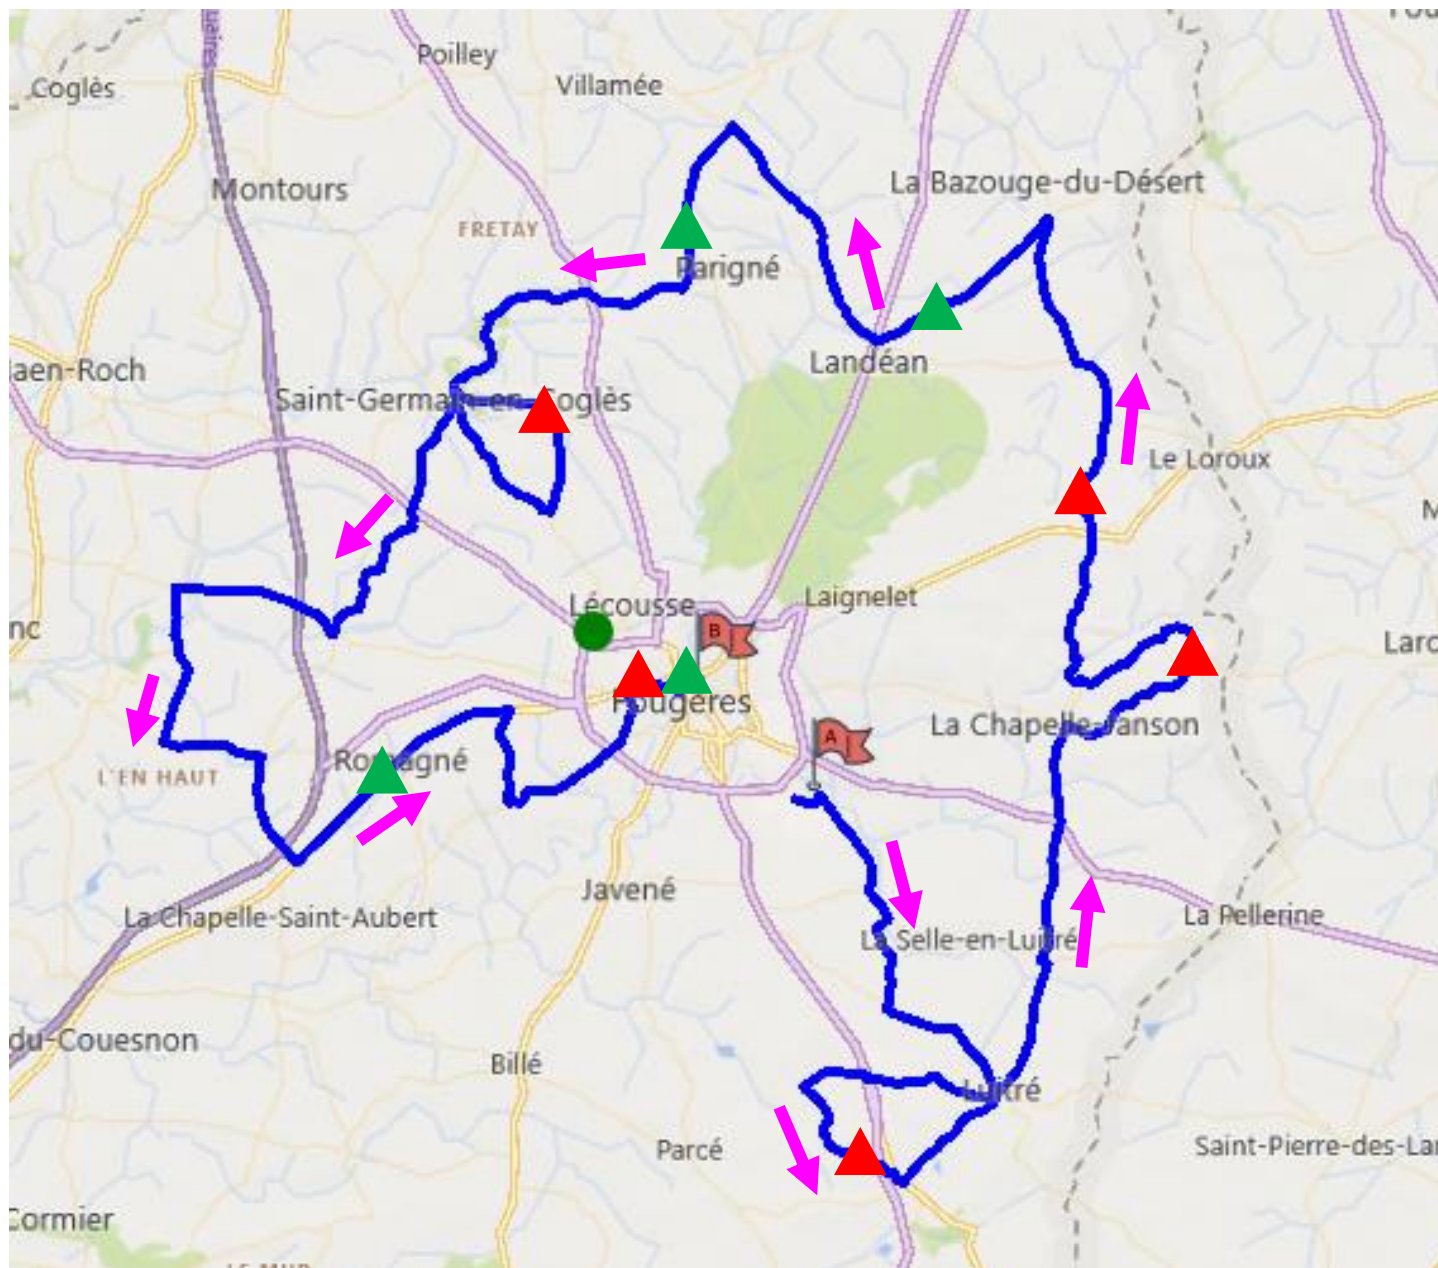 Poilley
Villamée
Coglès
La Bazouge-du-Désert
Montours
FRETAY
Parigné
Landéan
aen-Roch
Saint-Germain-en-Coglès
Le Loroux
Laignelet
Lécousse
B
nc
Laro
Fougères
La Chapelle-Janson
A
Romagné
L'EN HAUT
Javené
La Chapelle-Saint-Aubert
La Pellerine
La Selle-en-Luitré
du-Couesnon
Billé
Luitré
Parcé
Saint-Pierre-des-La
Cormier